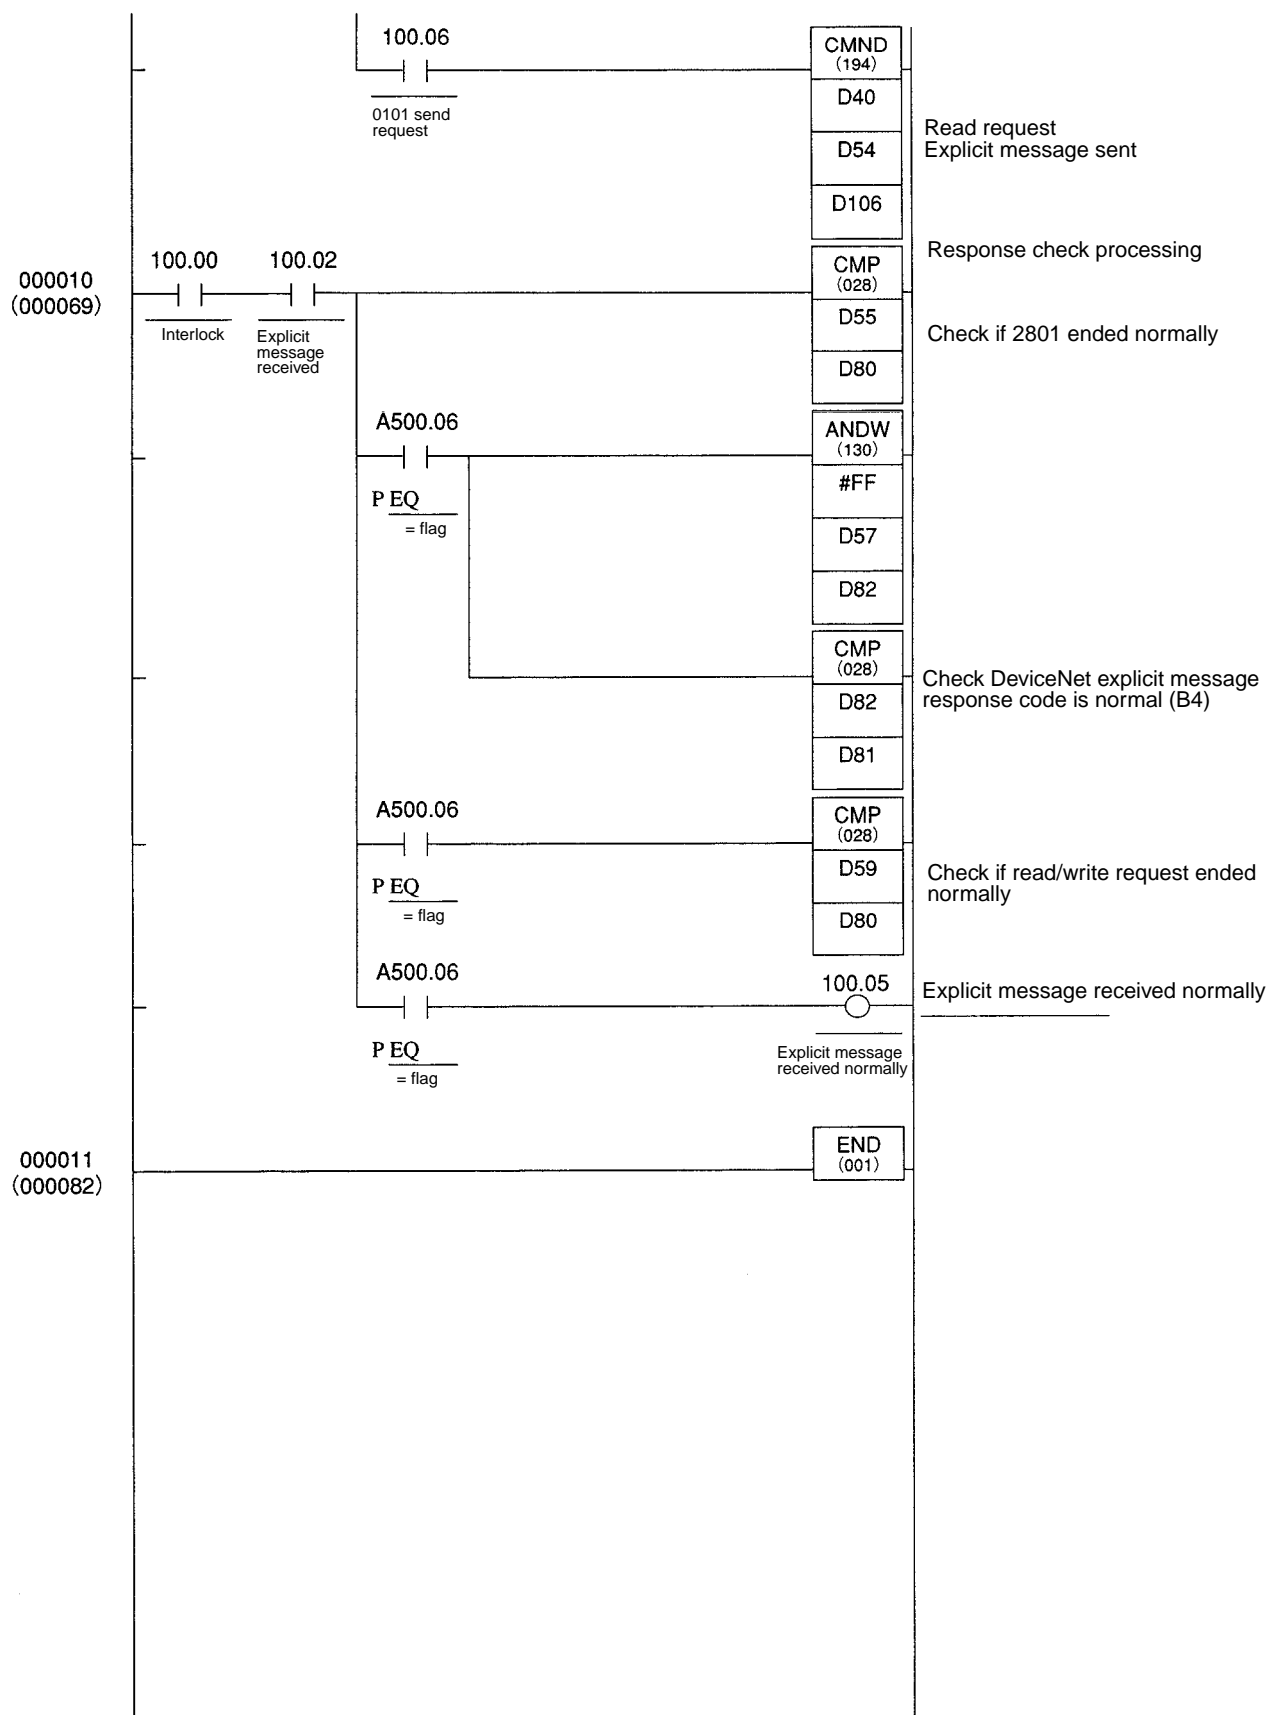 100.06
CMND
(194)
D40
0101 send
request
Read request
Explicit message sent
D54
D106
Response check processing
000010
(000069)
100.00
100.02
CMP
(028)
Interlock
Explicit
message
received
D55
Check if 2801 ended normally
D80
A500.06
ANDW
(130)
P EQ
= flag
#FF
D57
D82
CMP
(028)
Check DeviceNet explicit message
response code is normal (B4)
D82
D81
A500.06
CMP
(028)
P EQ
= flag
D59
Check if read/write request ended
normally
D80
A500.06
100.05
Explicit message received normally
P EQ
= flag
Explicit message
received normally
000011
(000082)
END
(001)